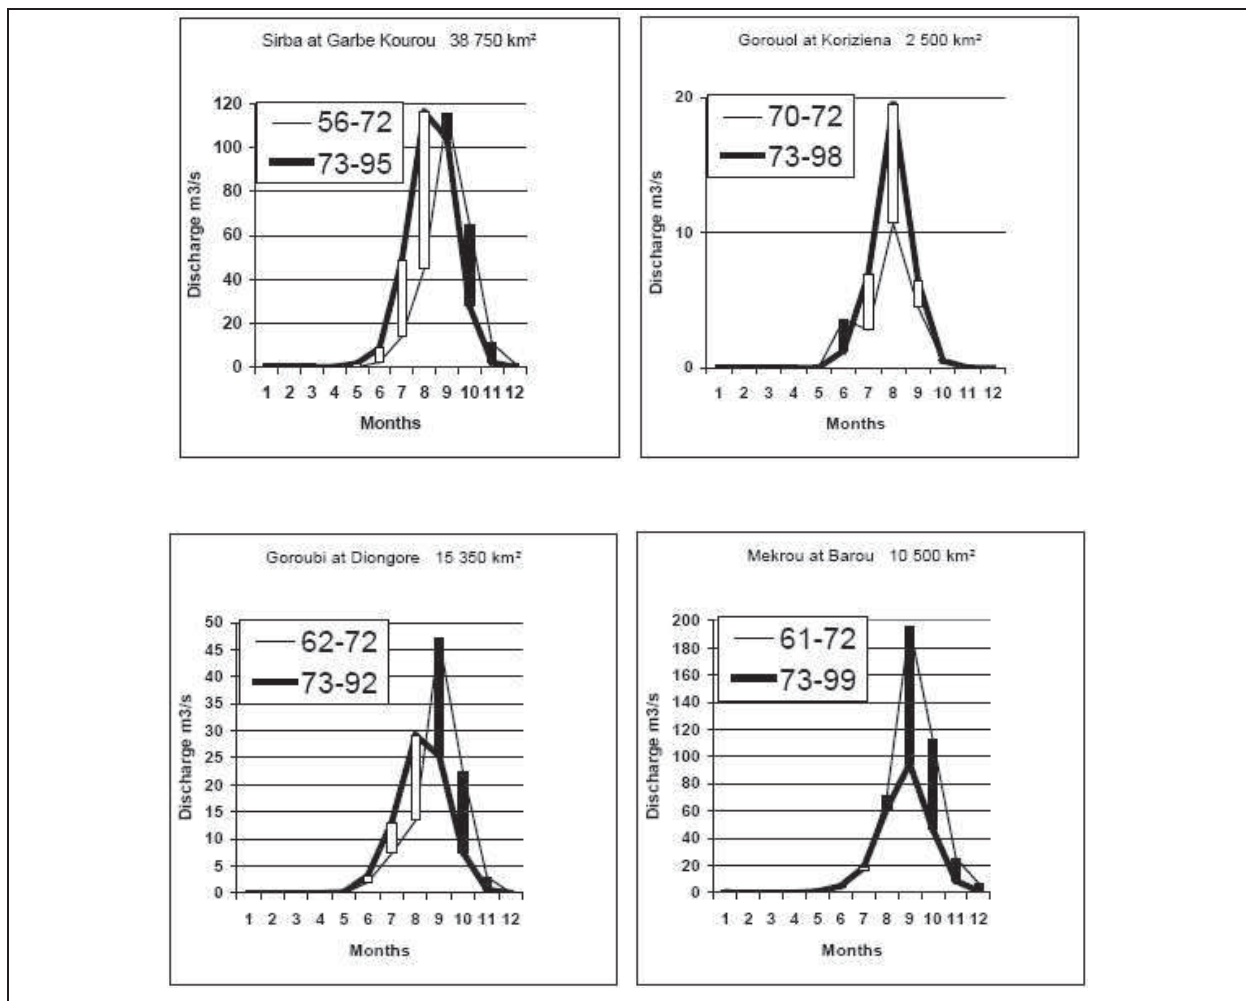 Sirba at Garbe Kourou 38 750 km²
120
100
80
60
40
20
0
Discharge m3/s
56-72
73-95
1 2 3 4 5 6 7 8 9 10 11 12
Months
Gorouol at Koriziena 2 500 km²
20
10
0
Discharge m3/s
70-72
73-98
1 2 3 4 5 6 7 8 9 10 11 12
Months
Goroubi at Diongore 15 350 km²
50
45
40
35
30
25
20
15
10
5
0
Discharge m3/s
62-72
73-92
1 2 3 4 5 6 7 8 9 10 11 12
Months
Mekrou at Barou 10 500 km²
200
180
160
140
120
100
80
60
40
20
0
Discharge m3/s
61-72
73-99
1 2 3 4 5 6 7 8 9 10 11 12
Months